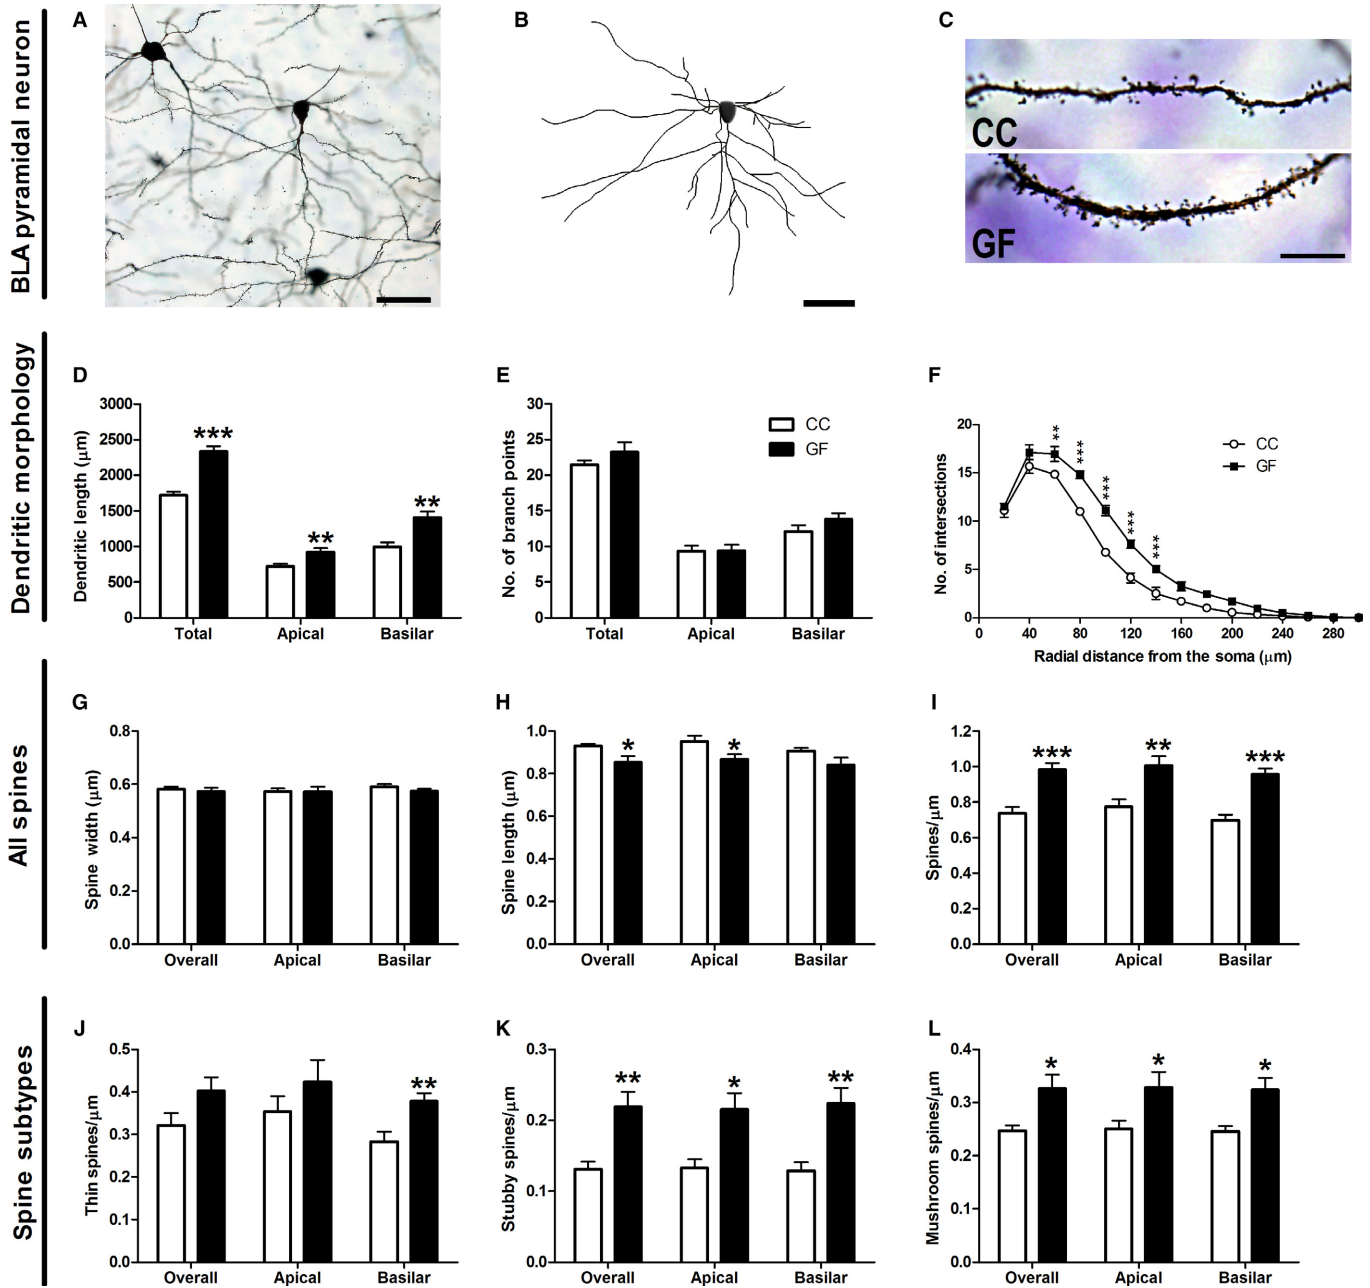 BLA pyramidal neuron
A
B
C
CC
GF
Dendritic morphology
D
Dendritic length (μm)
3000
2500
2000
1500
1000
500
0
***
**
**
Total
Apical
Basilar
E
No. of branch points
30
25
20
15
10
5
0
CC
GF
Total
Apical
Basilar
F
No. of intersections
20
15
10
5
0
**
***
***
***
***
CC
GF
0
40
80
120
160
200
240
280
Radial distance from the soma (μm)
All spines
G
Spine width (μm)
0.8
0.6
0.4
0.2
0.0
Overall
Apical
Basilar
H
Spine length (μm)
1.0
0.8
0.6
0.4
0.2
0.0
*
*
Overall
Apical
Basilar
I
Spines/μm
1.2
1.0
0.8
0.6
0.4
0.2
0.0
***
**
***
Overall
Apical
Basilar
Spine subtypes
J
Thin spines/μm
0.5
0.4
0.3
0.2
0.1
0.0
**
Overall
Apical
Basilar
K
Stubby spines/μm
0.3
0.2
0.1
0.0
**
*
**
Overall
Apical
Basilar
L
Mushroom spines/μm
0.4
0.3
0.2
0.1
0.0
*
*
*
Overall
Apical
Basilar